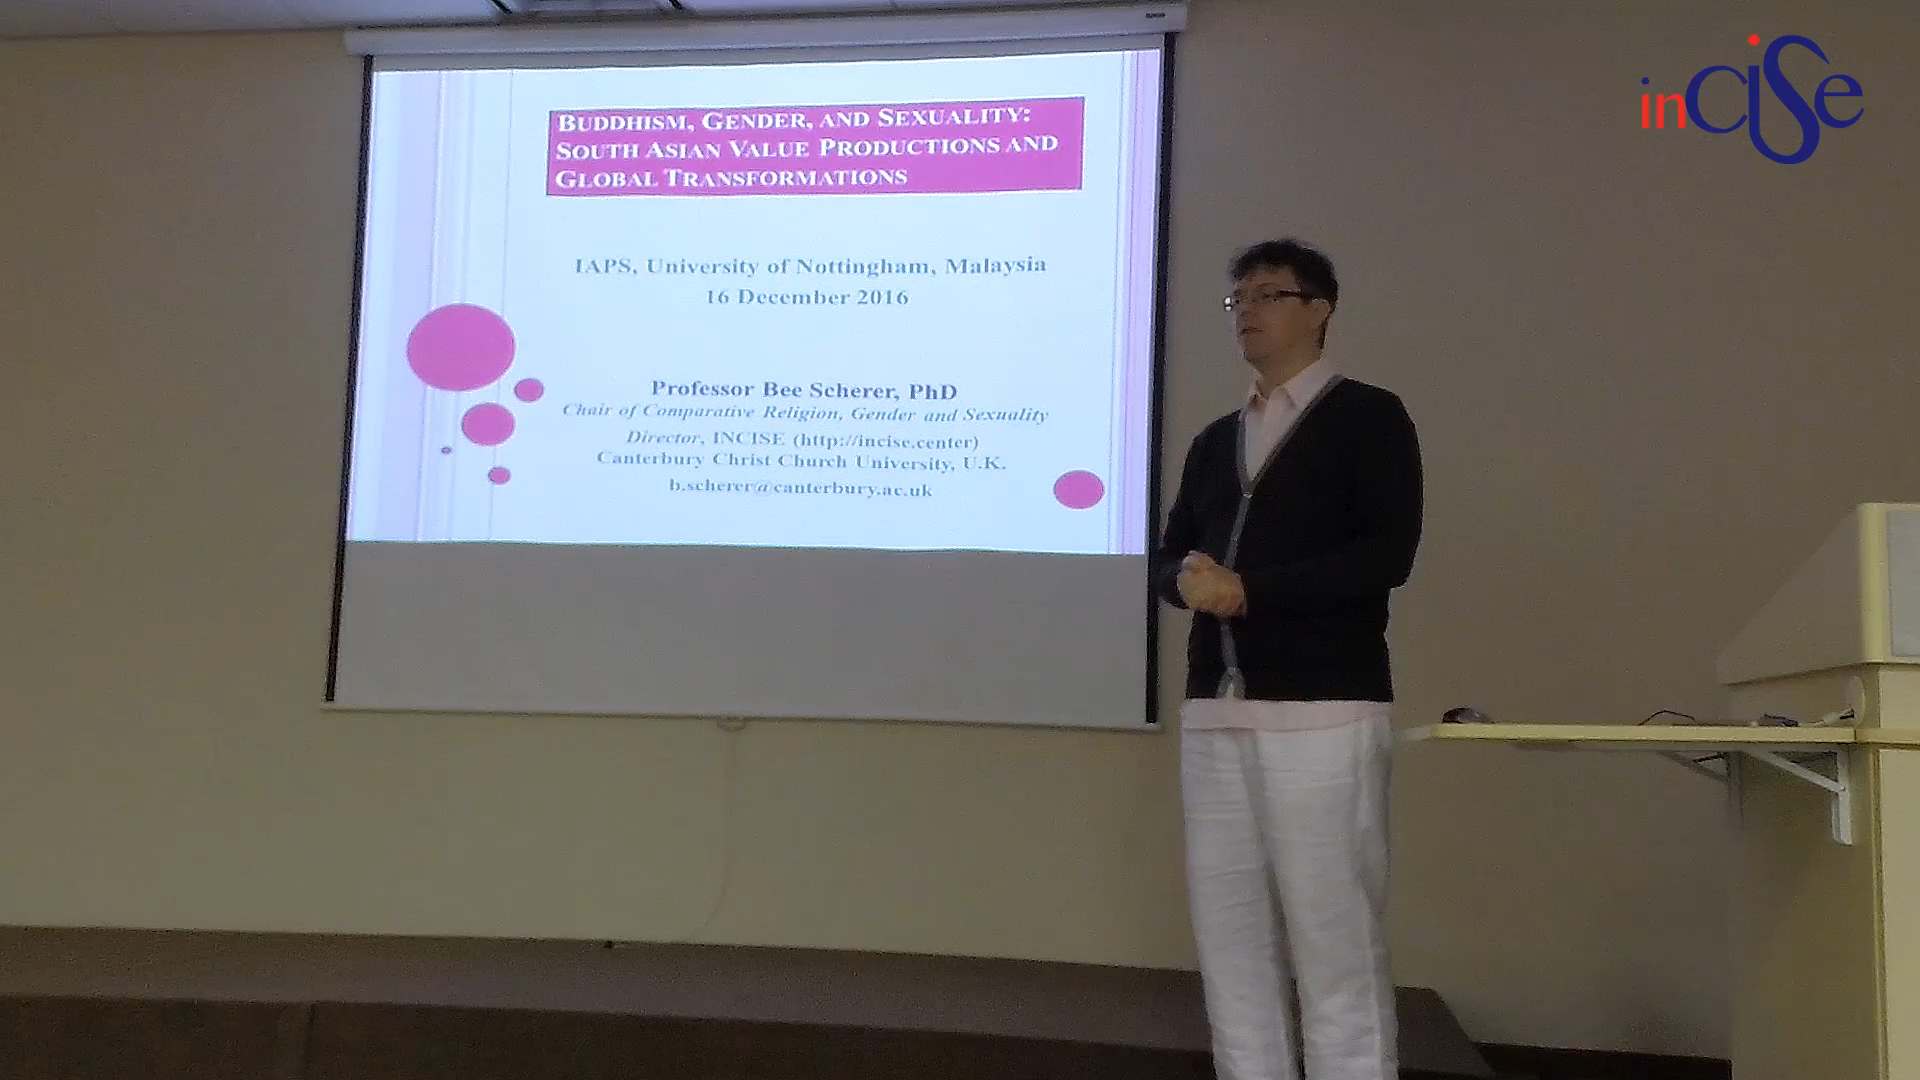 BUDDHISM, GENDER, AND SEXUALITY:
SOUTH ASIAN VALUE PRODUCTIONS AND
GLOBAL TRANSFORMATIONS
IAPS, University of Nottingham, Malaysia
16 December 2016
Professor Bee Scherer, PhD
Chair of Comparative Religion, Gender and Sexuality
Director, INCISE (http://incise.center)
Canterbury Christ Church University, U.K.
b.scherer@canterbury.ac.uk
inCiSe